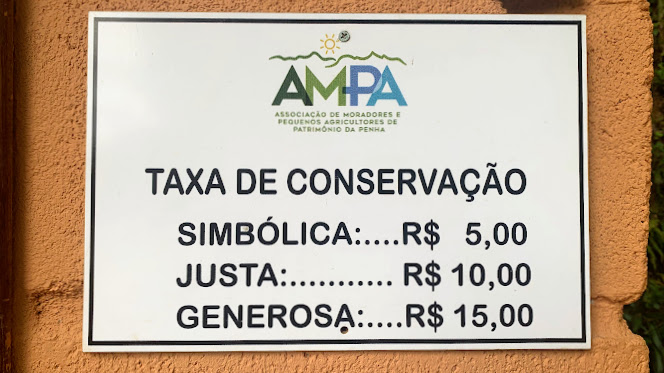 AMPA
ASSOCIAÇÃO DE MORADORES E
PEQUENOS AGRICULTORES DE
PATRIMÔNIO DA PENHA
TAXA DE CONSERVAÇÃO
SIMBÓLICA:....R$ 5,00
JUSTA:........... R$ 10,00
GENEROSA:....R$ 15,00